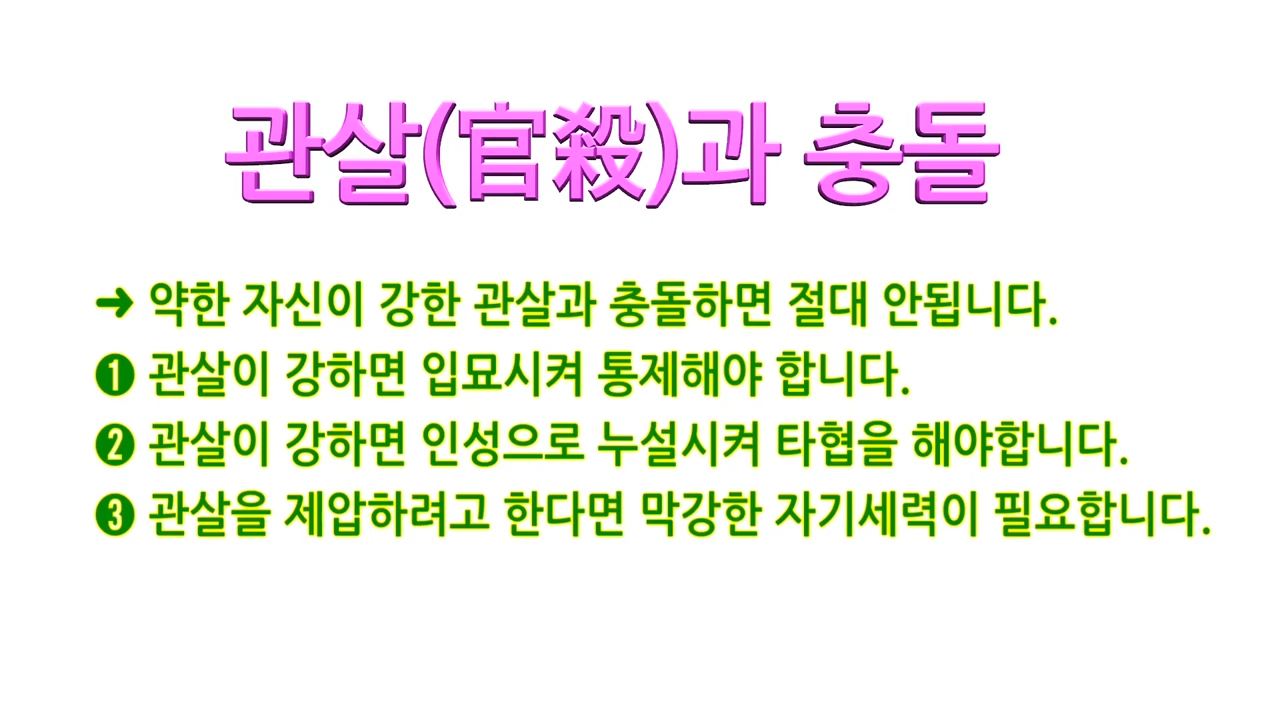 관살(官殺)과 충돌
➜ 약한 자신이 강한 관살과 충돌하면 절대 안됩니다.
❶ 관살이 강하면 입묘시켜 통제해야 합니다.
❷ 관살이 강하면 인성으로 누설시켜 타협을 해야합니다.
❸ 관살을 제압하려고 한다면 막강한 자기세력이 필요합니다.